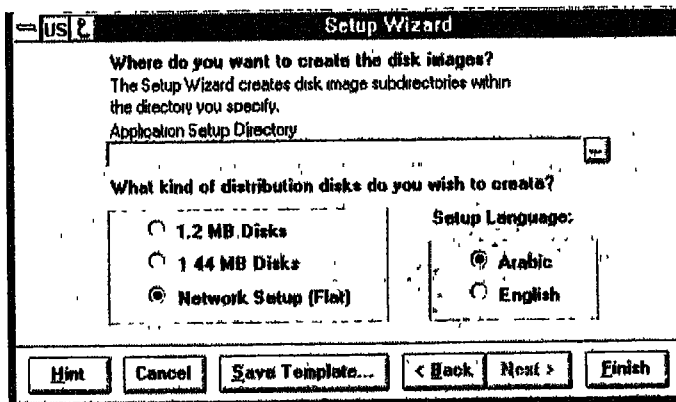 US Setup Wizard
Where do you want to create the disk images?
The Setup Wizard creates disk image subdirectories within
the directory you specify.
Application Setup Directory
...
What kind of distribution disks do you wish to create?
1.2 MB Disks
1 44 MB Disks
Network Setup (Flat)
Setup Language:
Arabic
English
Hint Cancel Save Template... < Back Next > Finish